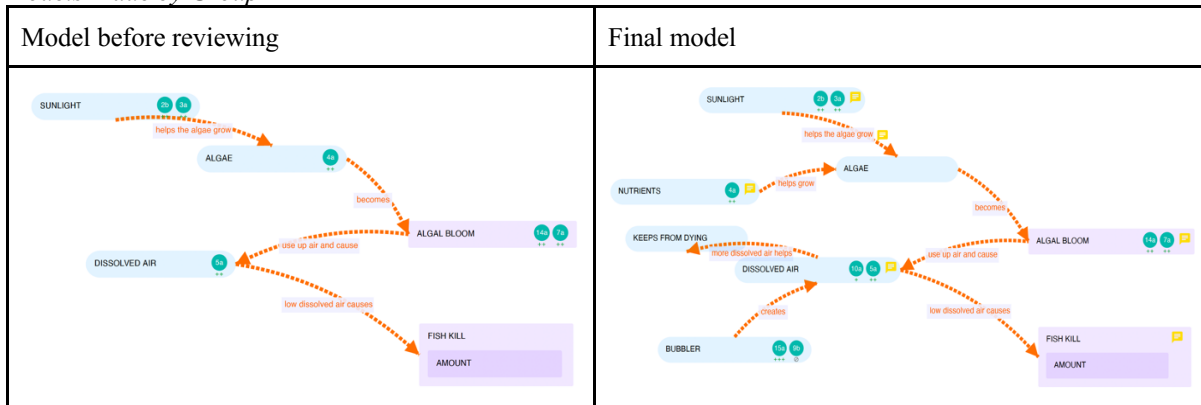 Model before reviewing
Final model
SUNLIGHT
2b 3a
++ ++
helps the algae grow
ALGAE
4a
++
becomes
ALGAL BLOOM
14a 7a
++ ++
use up air and cause
DISSOLVED AIR
5a
++
low dissolved air causes
FISH KILL
AMOUNT
SUNLIGHT
2b 3a
++ ++
helps the algae grow
ALGAE
NUTRIENTS
4a
++
helps grow
becomes
KEEPS FROM DYING
more dissolved air helps
ALGAL BLOOM
14a 7a
++ ++
use up air and cause
DISSOLVED AIR
10a 5a
+ ++
creates
low dissolved air causes
BUBBLER
15a 9b
+++
FISH KILL
AMOUNT